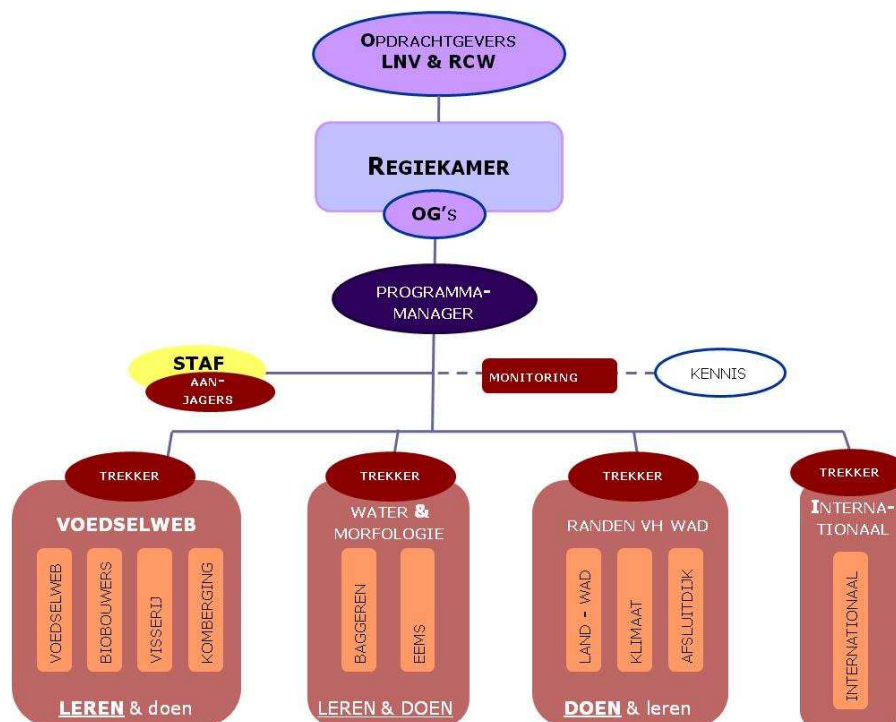 OPDRACHTGEVERS
LNV & RCW
REGIEKAMER
OG's
PROGRAMMA-
MANAGER
STAF
AAN-
JAGERS
MONITORING
KENNIS
TREKKER
VOEDSELWEB
VOEDSELWEB
BIOBOUWERS
VISSERIJ
KOMBERGING
LEREN & doen
TREKKER
WATER &
MORFOLOGIE
BAGGEREN
EEMS
LEREN & DOEN
TREKKER
RANDEN VH WAD
LAND - WAD
KLIMAAT
AFSLUITDIJK
DOEN & leren
TREKKER
INTERNA-
TIONAAL
INTERNATIONAAL